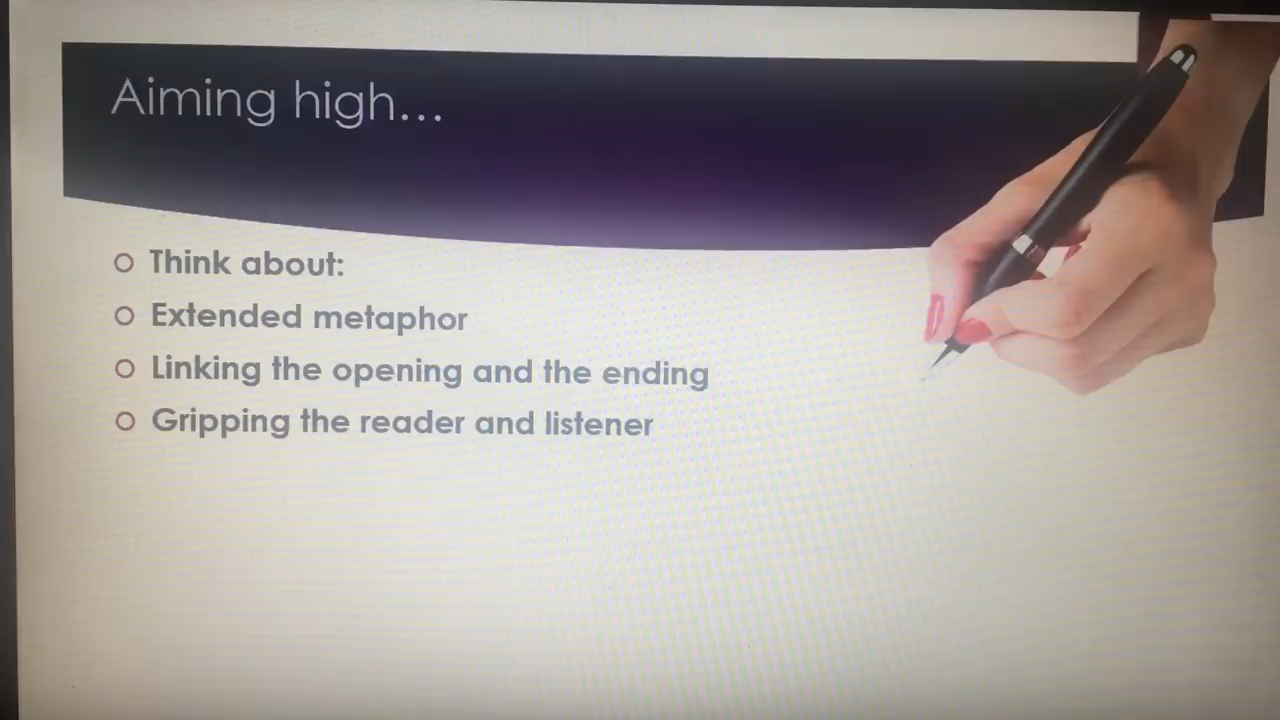 Aiming high...
Think about:
Extended metaphor
Linking the opening and the ending
Gripping the reader and listener